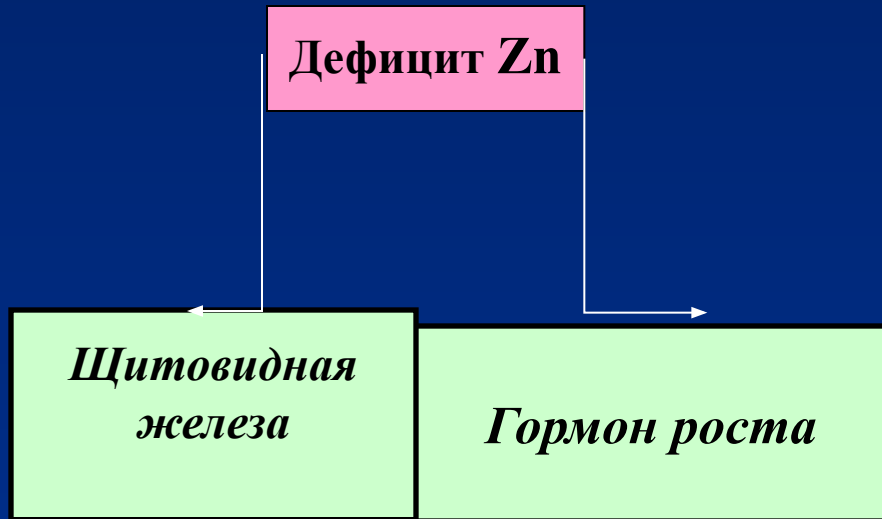 Дефицит Zn
Щитовидная
железа
Гормон роста